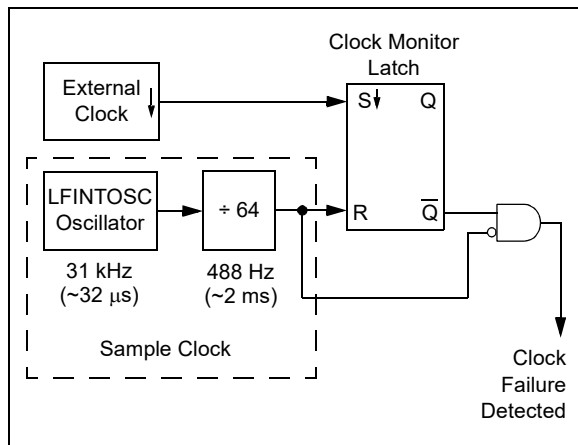 Clock Monitor
Latch
External
Clock
S
Q
LFINTOSC
Oscillator
÷ 64
R
Q̅
31 kHz
(~32 μs)
488 Hz
(~2 ms)
Sample Clock
Clock
Failure
Detected